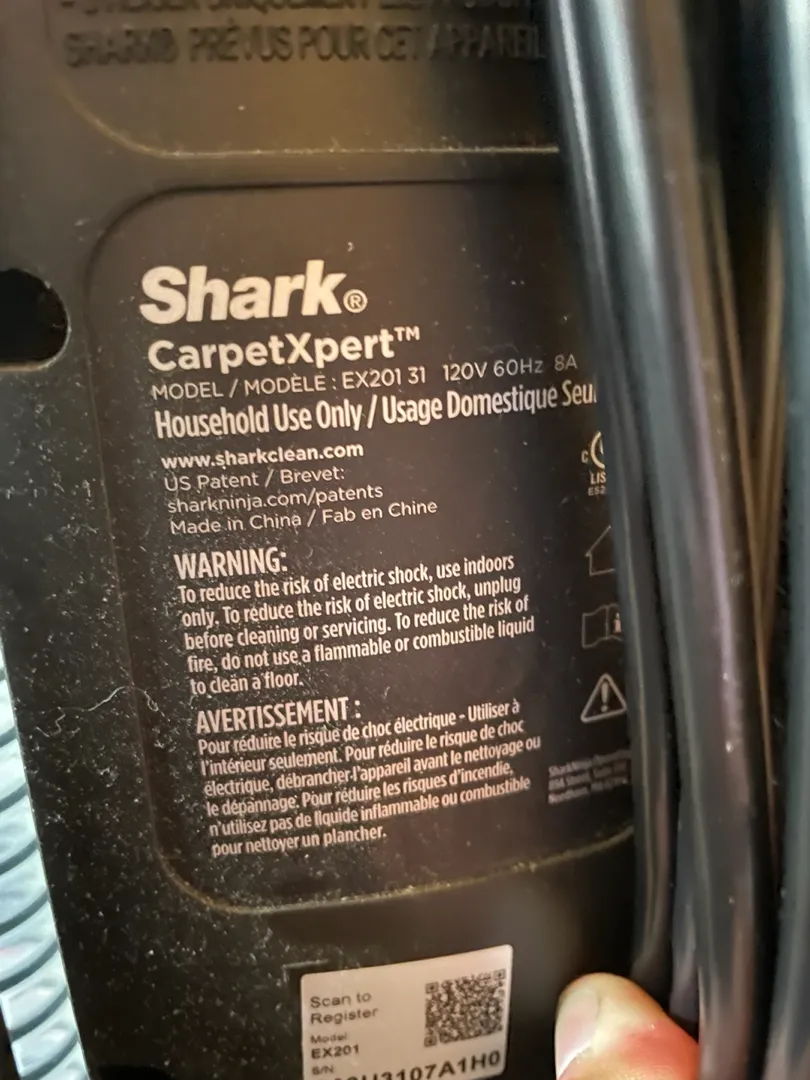 SHARK® PRÉVUS POUR CET APPAREIL
Shark®
CarpetXpert™
MODEL / MODÈLE : EX201 31 120V 60Hz 8A
Household Use Only / Usage Domestique Seul
www.sharkclean.com
US Patent / Brevet:
sharkninja.com/patents
Made in China / Fab en Chine
C
LIS
WARNING:
To reduce the risk of electric shock, use indoors
only. To reduce the risk of electric shock, unplug
before cleaning or servicing. To reduce the risk of
fire, do not use a flammable or combustible liquid
to clean a floor.
AVERTISSEMENT :
Pour réduire le risque de choc électrique - Utiliser à
l'intérieur seulement. Pour réduire le risque de choc
électrique, débrancher l'appareil avant le nettoyage ou
le dépannage. Pour réduire les risques d'incendie,
n'utilisez pas de liquide inflammable ou combustible
pour nettoyer un plancher.
Scan to
Register
Model
EX201
S/N
3107A1H0